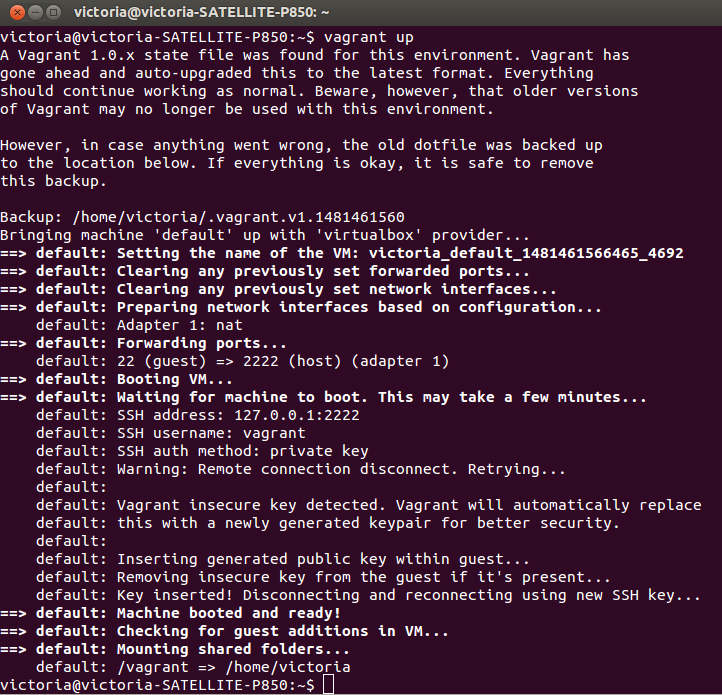 victoria@victoria-SATELLITE-P850: ~
victoria@victoria-SATELLITE-P850:~$ vagrant up
A Vagrant 1.0.x state file was found for this environment. Vagrant has
gone ahead and auto-upgraded this to the latest format. Everything
should continue working as normal. Beware, however, that older versions
of Vagrant may no longer be used with this environment.
However, in case anything went wrong, the old dotfile was backed up
to the location below. If everything is okay, it is safe to remove
this backup.
Backup: /home/victoria/.vagrant.v1.1481461560
Bringing machine 'default' up with 'virtualbox' provider...
==> default: Setting the name of the VM: victoria_default_1481461566465_4692
==> default: Clearing any previously set forwarded ports...
==> default: Clearing any previously set network interfaces...
==> default: Preparing network interfaces based on configuration...
    default: Adapter 1: nat
==> default: Forwarding ports...
    default: 22 (guest) => 2222 (host) (adapter 1)
==> default: Booting VM...
==> default: Waiting for machine to boot. This may take a few minutes...
    default: SSH address: 127.0.0.1:2222
    default: SSH username: vagrant
    default: SSH auth method: private key
    default: Warning: Remote connection disconnect. Retrying...
    default:
    default: Vagrant insecure key detected. Vagrant will automatically replace
    default: this with a newly generated keypair for better security.
    default:
    default: Inserting generated public key within guest...
    default: Removing insecure key from the guest if it's present...
    default: Key inserted! Disconnecting and reconnecting using new SSH key...
==> default: Machine booted and ready!
==> default: Checking for guest additions in VM...
==> default: Mounting shared folders...
    default: /vagrant => /home/victoria
victoria@victoria-SATELLITE-P850:~$